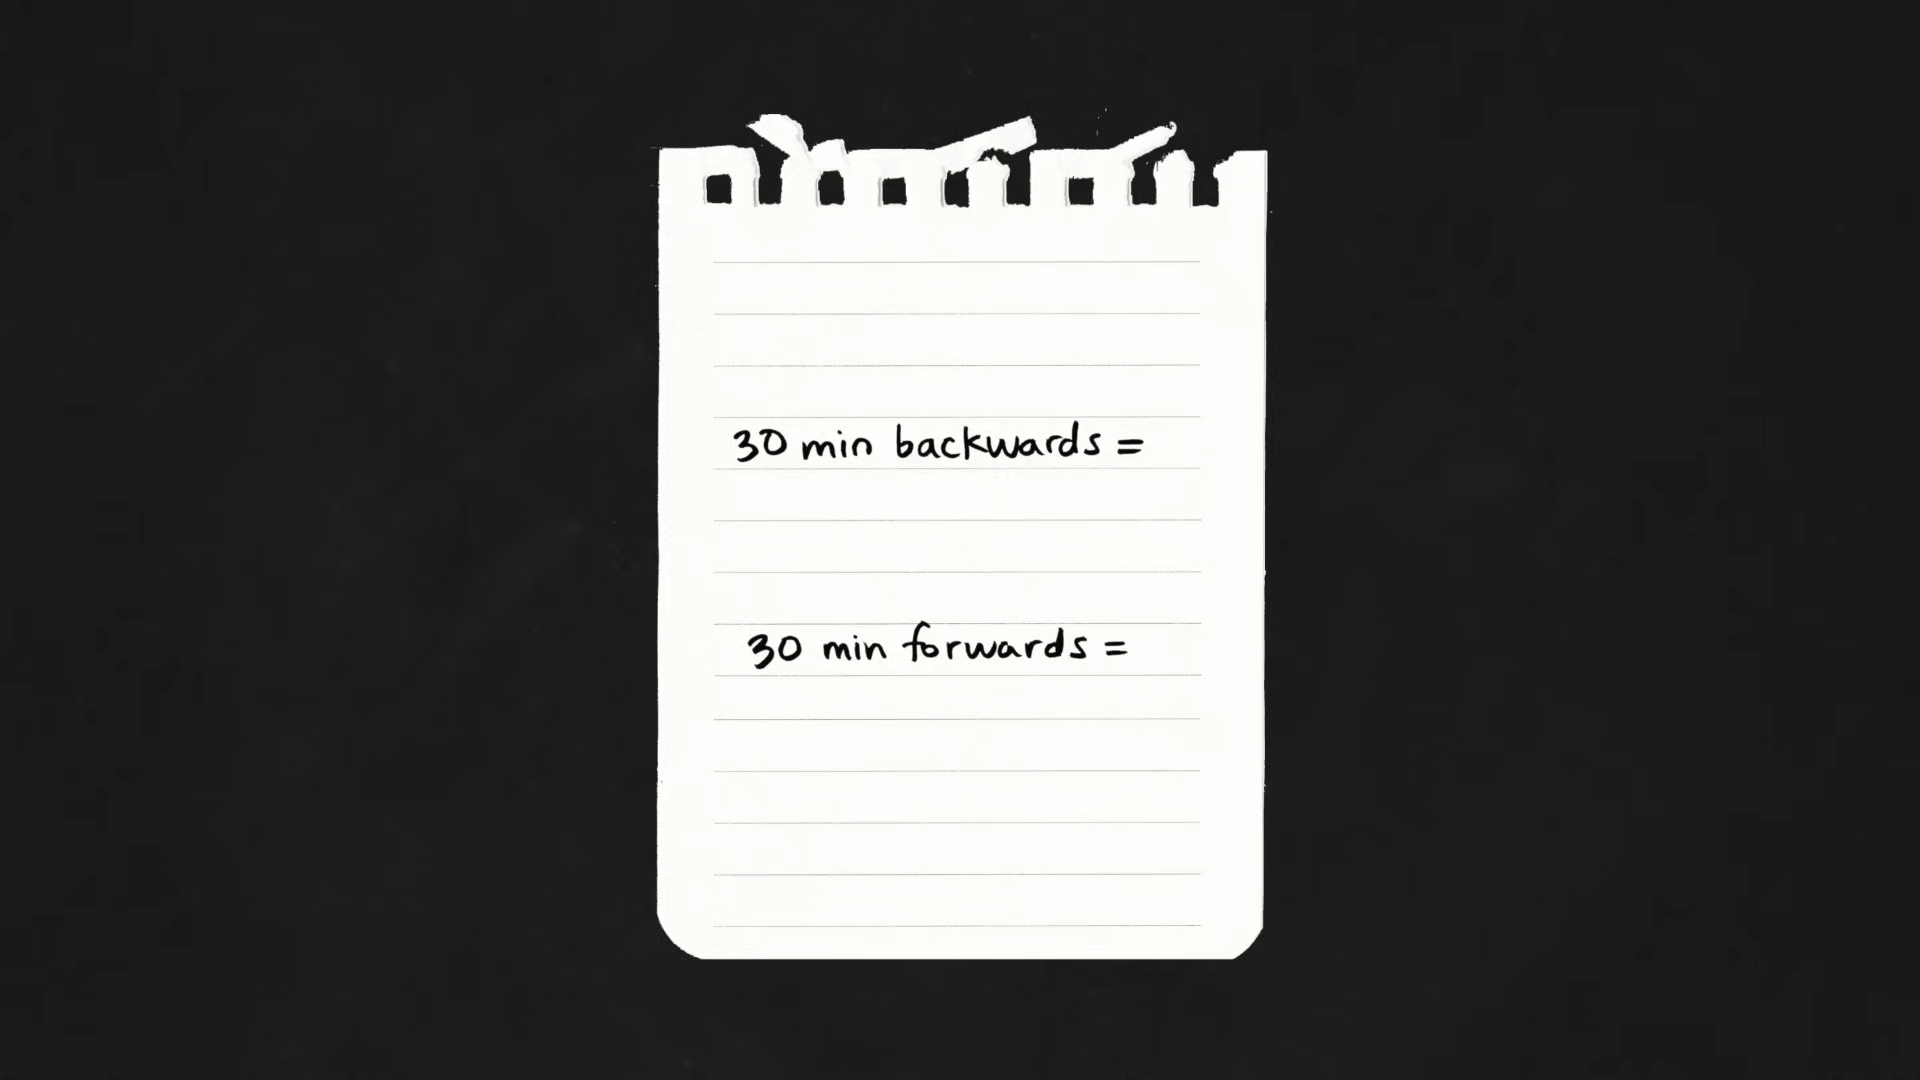 30 min backwards =
30 min forwards =